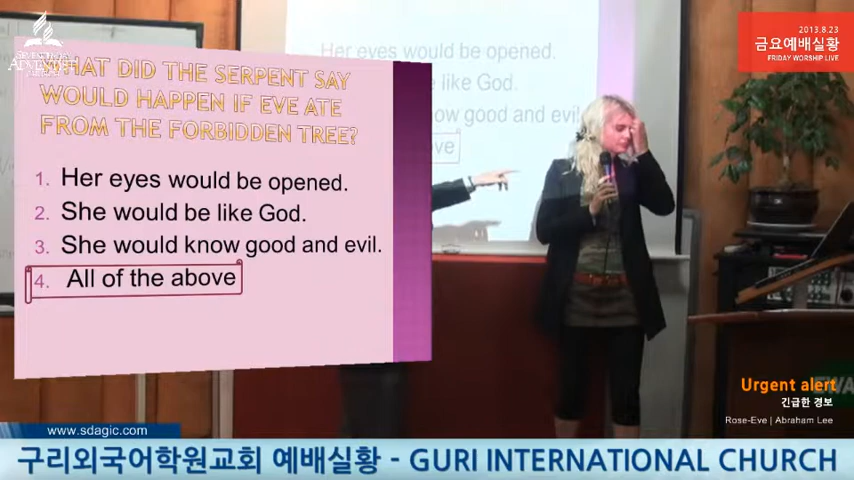 SEVENTH-DAY
ADVENTIST
WHAT DID THE SERPENT SAY
WOULD HAPPEN IF EVE ATE
FROM THE FORBIDDEN TREE?
1. Her eyes would be opened.
2. She would be like God.
3. She would know good and evil.
4. All of the above
Her eyes would be opened.
like God.
ow good and evil
ve
2013.8.23
금요예배실황
FRIDAY WORSHIP LIVE
Urgent alert
긴급한 경보
Rose-Eve | Abraham Lee
www.sdagic.com
구리외국어학원교회 예배실황 - GURI INTERNATIONAL CHURCH